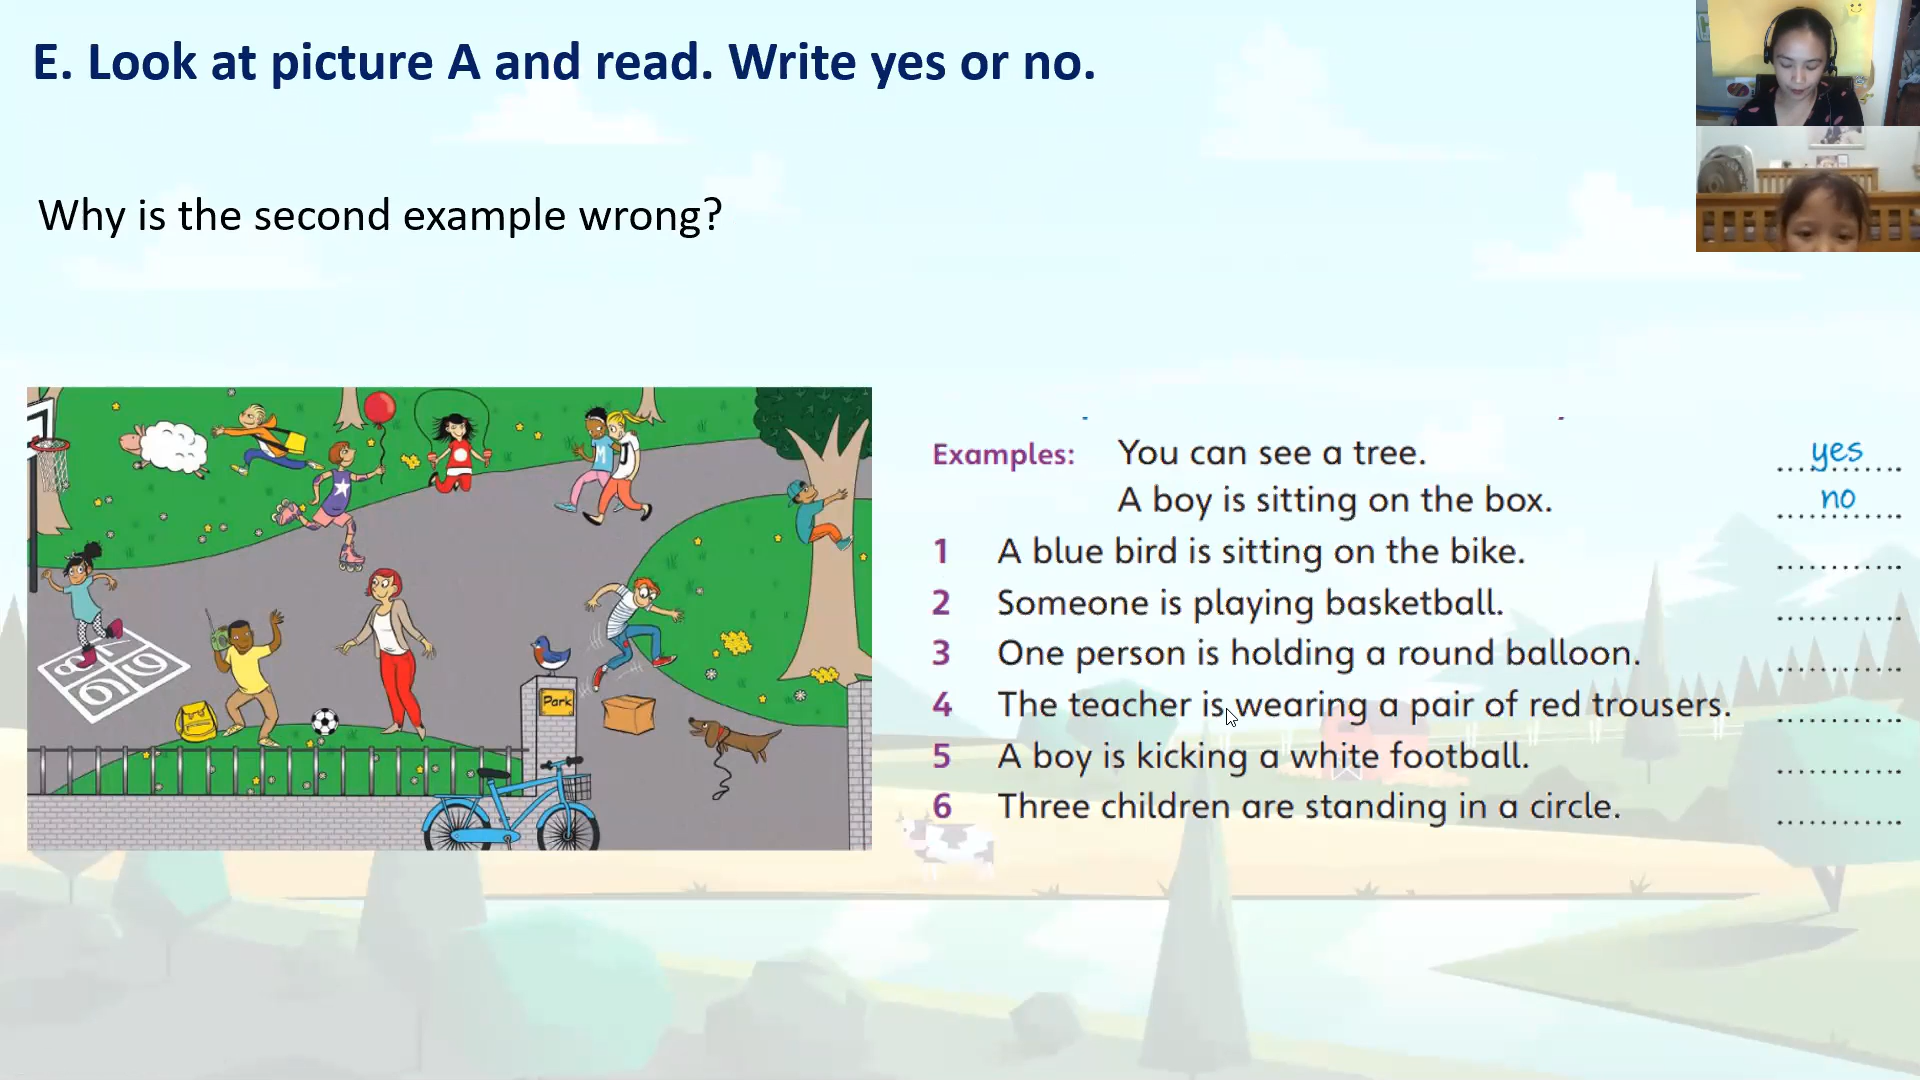 E. Look at picture A and read. Write yes or no.
Why is the second example wrong?
Examples: You can see a tree. yes
A boy is sitting on the box. no
1 A blue bird is sitting on the bike. ............
2 Someone is playing basketball. ............
3 One person is holding a round balloon. ............
4 The teacher is wearing a pair of red trousers. ............
5 A boy is kicking a white football. ............
6 Three children are standing in a circle. ............
M
Park